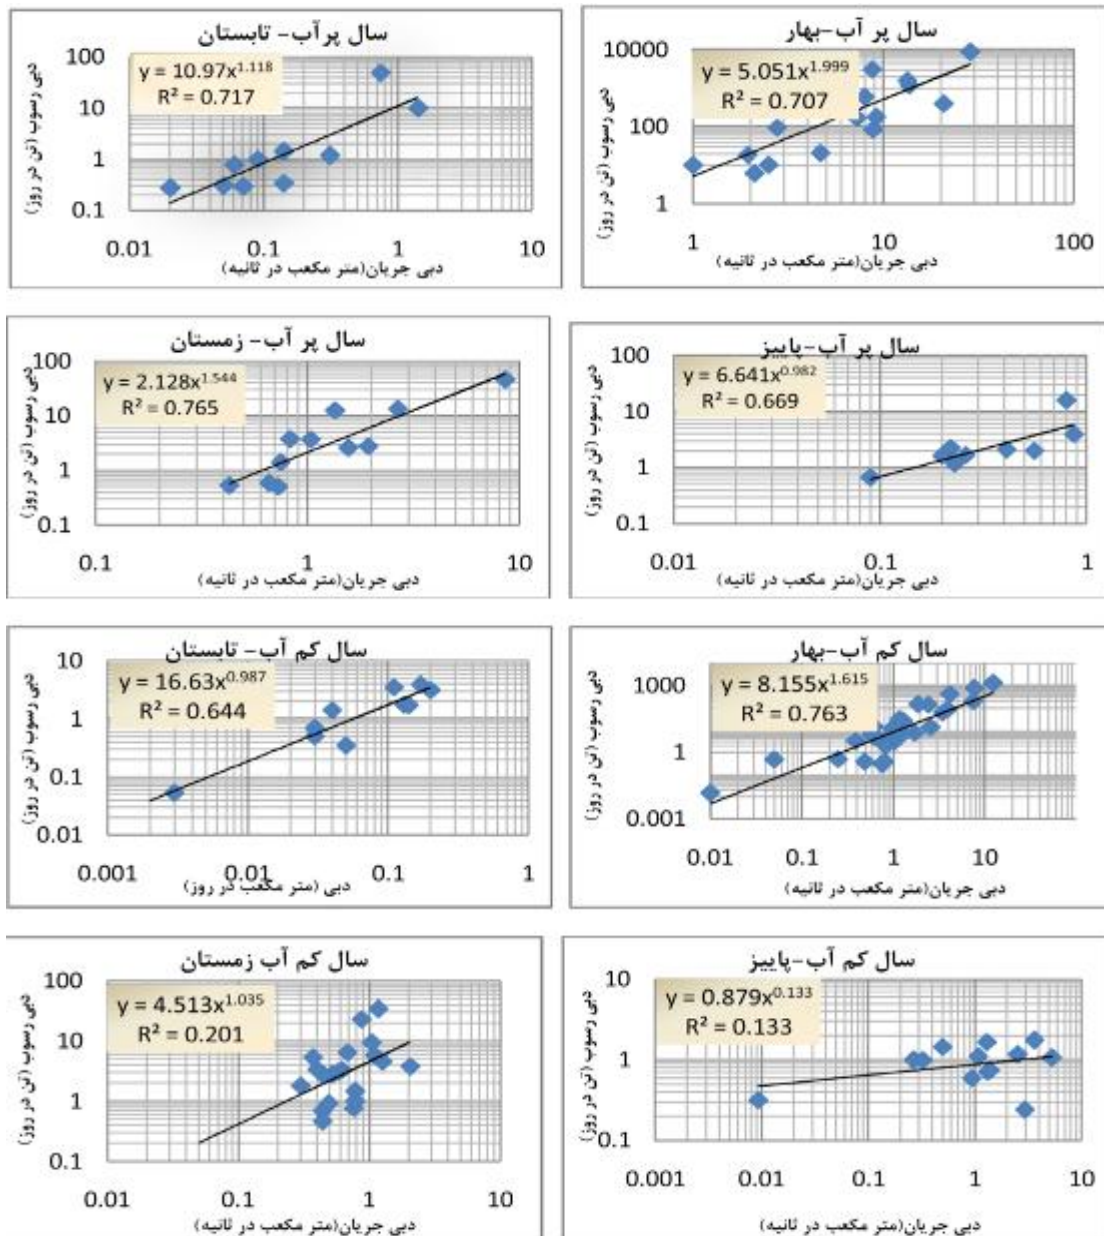 سال پر آب-بهار
y = 5.051x^1.999
R² = 0.707
دبی رسوب (تن در روز)
10000
100
1
1
10
100
دبی جریان(متر مکعب در ثانیه)
سال پرآب- تابستان
y = 10.97x^1.118
R² = 0.717
دبی رسوب (تن در روز)
100
10
1
0.1
0.01
0.1
1
10
دبی جریان(متر مکعب در ثانیه)
سال پر آب-پاییز
y = 6.641x^0.982
R² = 0.669
دبی رسوب (تن در روز)
100
10
1
0.1
0.01
0.1
1
دبی جریان(متر مکعب در ثانیه)
سال پر آب- زمستان
y = 2.128x^1.544
R² = 0.765
دبی رسوب (تن در روز)
100
10
1
0.1
0.1
1
10
دبی جریان(متر مکعب در ثانیه)
سال کم آب-بهار
y = 8.155x^1.615
R² = 0.763
دبی رسوب (تن در روز)
1000
1
0.001
0.01
0.1
1
10
دبی جریان(متر مکعب در ثانیه)
سال کم آب- تابستان
y = 16.63x^0.987
R² = 0.644
دبی رسوب (تن در روز)
10
1
0.1
0.01
0.001
0.01
0.1
1
دبی (متر مکعب در روز)
سال کم آب-پاییز
y = 0.879x^0.133
R² = 0.133
دبی رسوب (تن در روز)
10
1
0.1
0.001
0.01
0.1
1
10
دبی جریان(متر مکعب در ثانیه)
سال کم آب زمستان
y = 4.513x^1.035
R² = 0.201
دبی رسوب (تن در روز)
100
10
1
0.1
0.01
0.1
1
10
دبی جریان(متر مکعب در ثانیه)